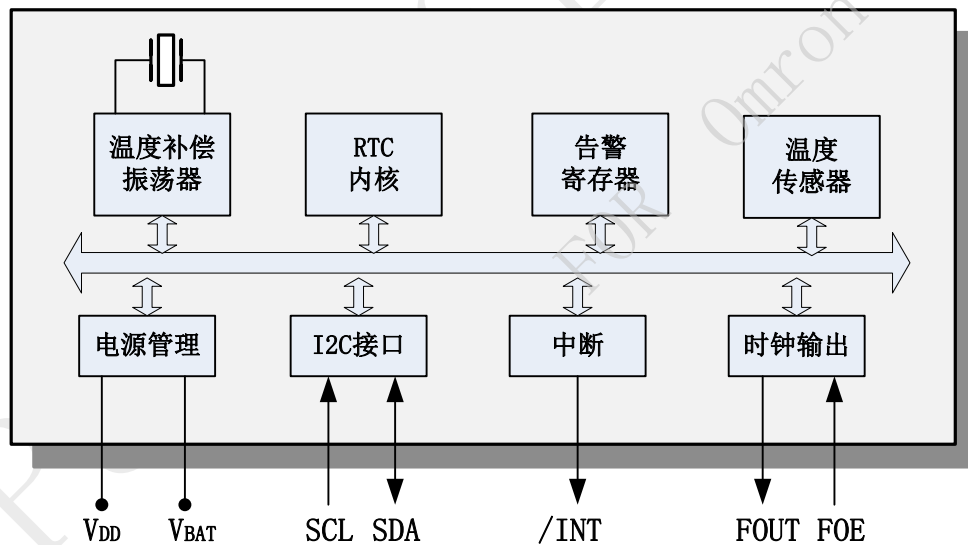 温度补偿
振荡器
RTC
内核
告警
寄存器
温度
传感器
电源管理
I2C接口
中断
时钟输出
VDD
VBAT
SCL
SDA
/INT
FOUT
FOE
FOR Omron